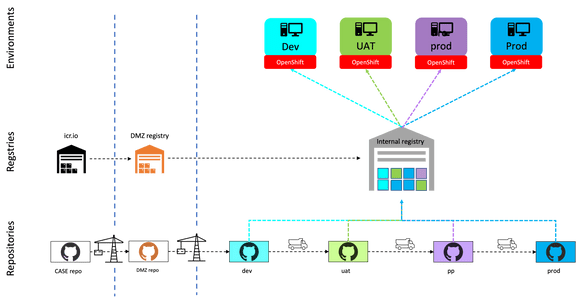 Environments
Dev
UAT
prod
Prod
OpenShift
OpenShift
OpenShift
OpenShift
Regstries
icr.io
DMZ registry
Internal registry
Repositories
CASE repo
DMZ repo
dev
uat
pp
prod